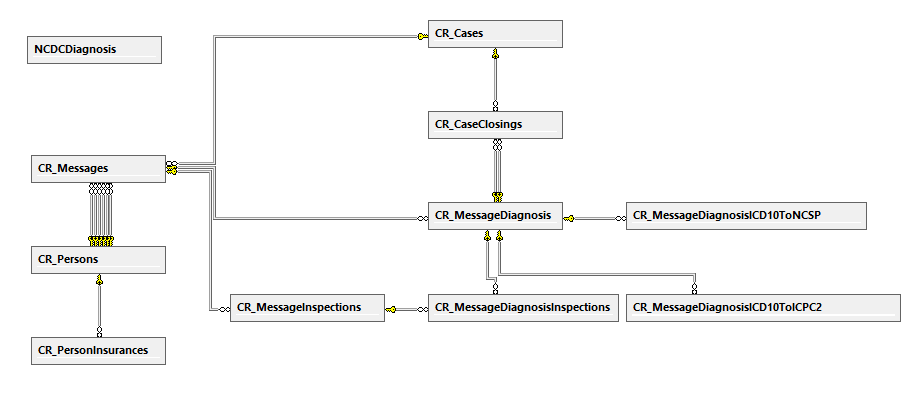 CR_Cases
NCDCDiagnosis
CR_CaseClosings
CR_Messages
CR_MessageDiagnosis
CR_MessageDiagnosisICD10ToNCSP
CR_Persons
CR_MessageInspections
CR_MessageDiagnosisInspections
CR_MessageDiagnosisICD10ToICPC2
CR_PersonInsurances